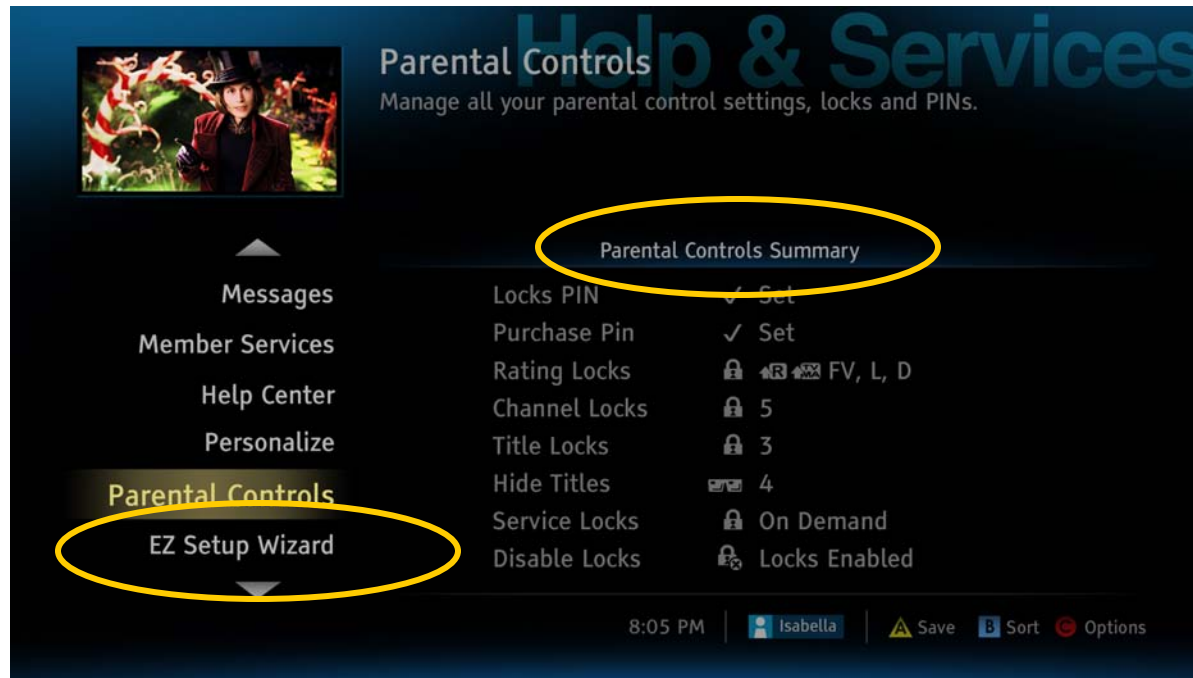 Help & Services
Parental Controls
Manage all your parental control settings, locks and PINs.
Parental Controls Summary
Messages
Member Services
Help Center
Personalize
Parental Controls
EZ Setup Wizard
Locks PIN ✓ Set
Purchase Pin ✓ Set
Rating Locks R MA FV, L, D
Channel Locks 5
Title Locks 3
Hide Titles 4
Service Locks On Demand
Disable Locks Locks Enabled
8:05 PM Isabella A Save B Sort C Options